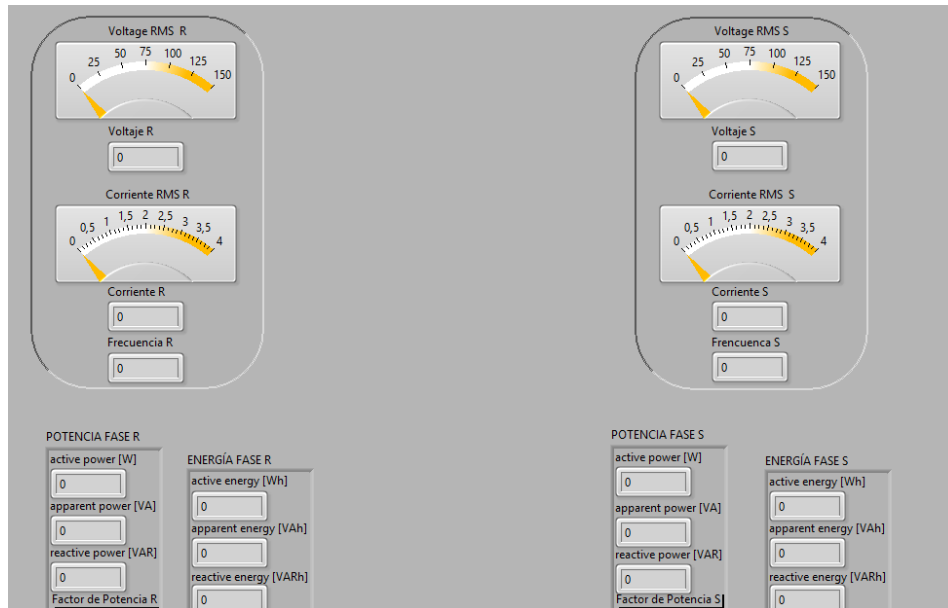 Voltage RMS R
0 25 50 75 100 125 150
Voltaje R
0
Corriente RMS R
0 0,5 1 1,5 2 2,5 3 3,5 4
Corriente R
0
Frecuencia R
0
Voltage RMS S
0 25 50 75 100 125 150
Voltaje S
0
Corriente RMS S
0 0,5 1 1,5 2 2,5 3 3,5 4
Corriente S
0
Frencuenca S
0
POTENCIA FASE R
active power [W]
0
apparent power [VA]
0
reactive power [VAR]
0
Factor de Potencia R
ENERGÍA FASE R
active energy [Wh]
0
apparent energy [VAh]
0
reactive energy [VARh]
0
POTENCIA FASE S
active power [W]
0
apparent power [VA]
0
reactive power [VAR]
0
Factor de Potencia S
ENERGÍA FASE S
active energy [Wh]
0
apparent energy [VAh]
0
reactive energy [VARh]
0